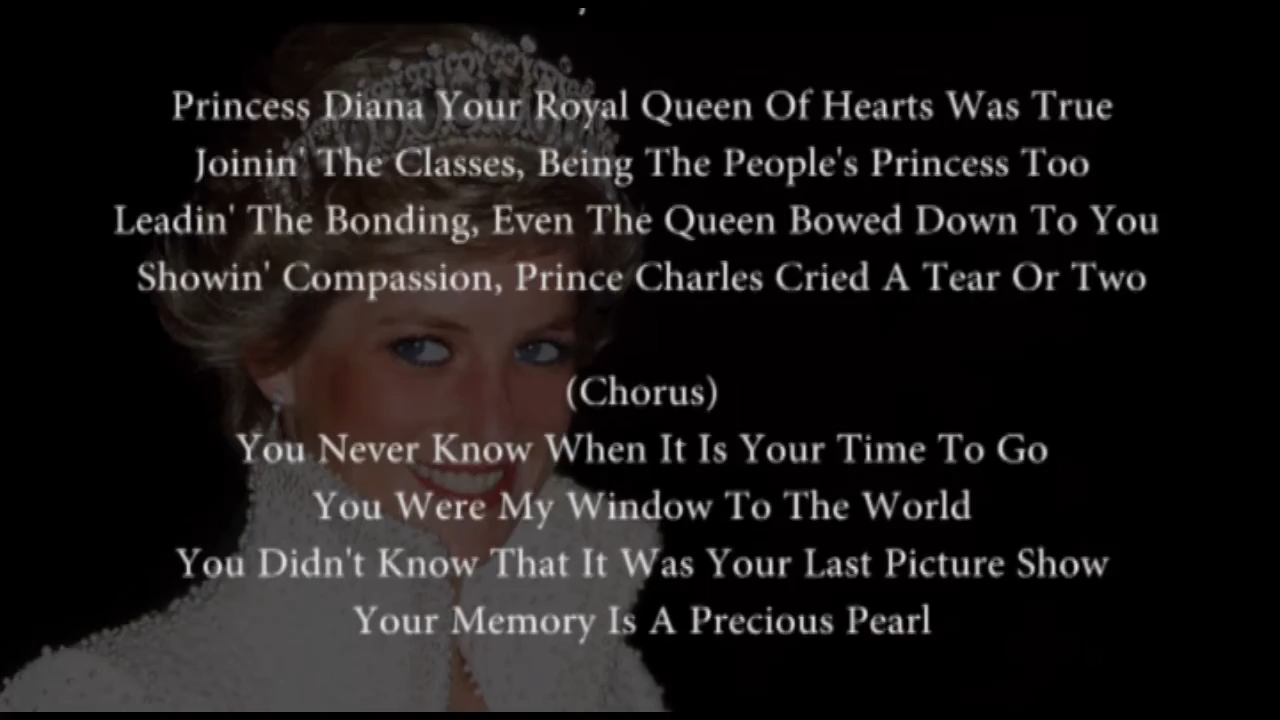 Princess Diana Your Royal Queen Of Hearts Was True
Joinin' The Classes, Being The People's Princess Too
Leadin' The Bonding, Even The Queen Bowed Down To You
Showin' Compassion, Prince Charles Cried A Tear Or Two
(Chorus)
You Never Know When It Is Your Time To Go
You Were My Window To The World
You Didn't Know That It Was Your Last Picture Show
Your Memory Is A Precious Pearl